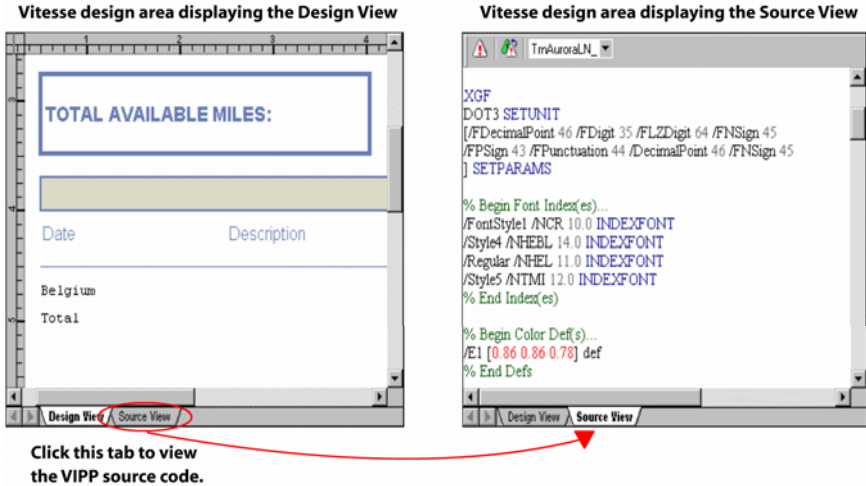 Vitesse design area displaying the Design View
1 2 3 4
3
TOTAL AVAILABLE MILES:
4
Date Description
Belgium
Total
5
Design View Source View
Click this tab to view
the VIPP source code.
Vitesse design area displaying the Source View
TrnAuroraLN_
XGF
DOT3 SETUNIT
[/FDecimalPoint 46 /FDigit 35 /FLZDigit 64 /FNSign 45
/FPSign 43 /FPunctuation 44 /DecimalPoint 46 /FNSign 45
] SETPARAMS
% Begin Font Index(es)...
/FontStyle1 /NCR 10.0 INDEXFONT
/Style4 /NHEBL 14.0 INDEXFONT
/Regular /NHEL 11.0 INDEXFONT
/Style5 /NTMI 12.0 INDEXFONT
% End Index(es)
% Begin Color Def(s)...
/E1 [0.86 0.86 0.78] def
% End Defs
Design View Source View